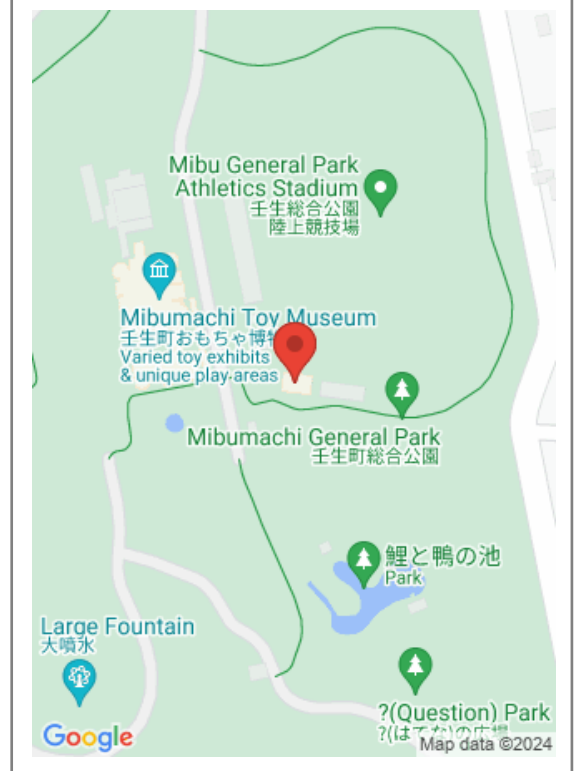 Mibu General Park
Athletics Stadium
壬生総合公園
陸上競技場
Mibumachi Toy Museum
壬生町おもちゃ博
Varied toy exhibits
& unique play areas
Mibumachi General Park
壬生町総合公園
鯉と鴨の池
Park
Large Fountain
大噴水
?(Question) Park
?(はてな)の広場
Google
Map data ©2024